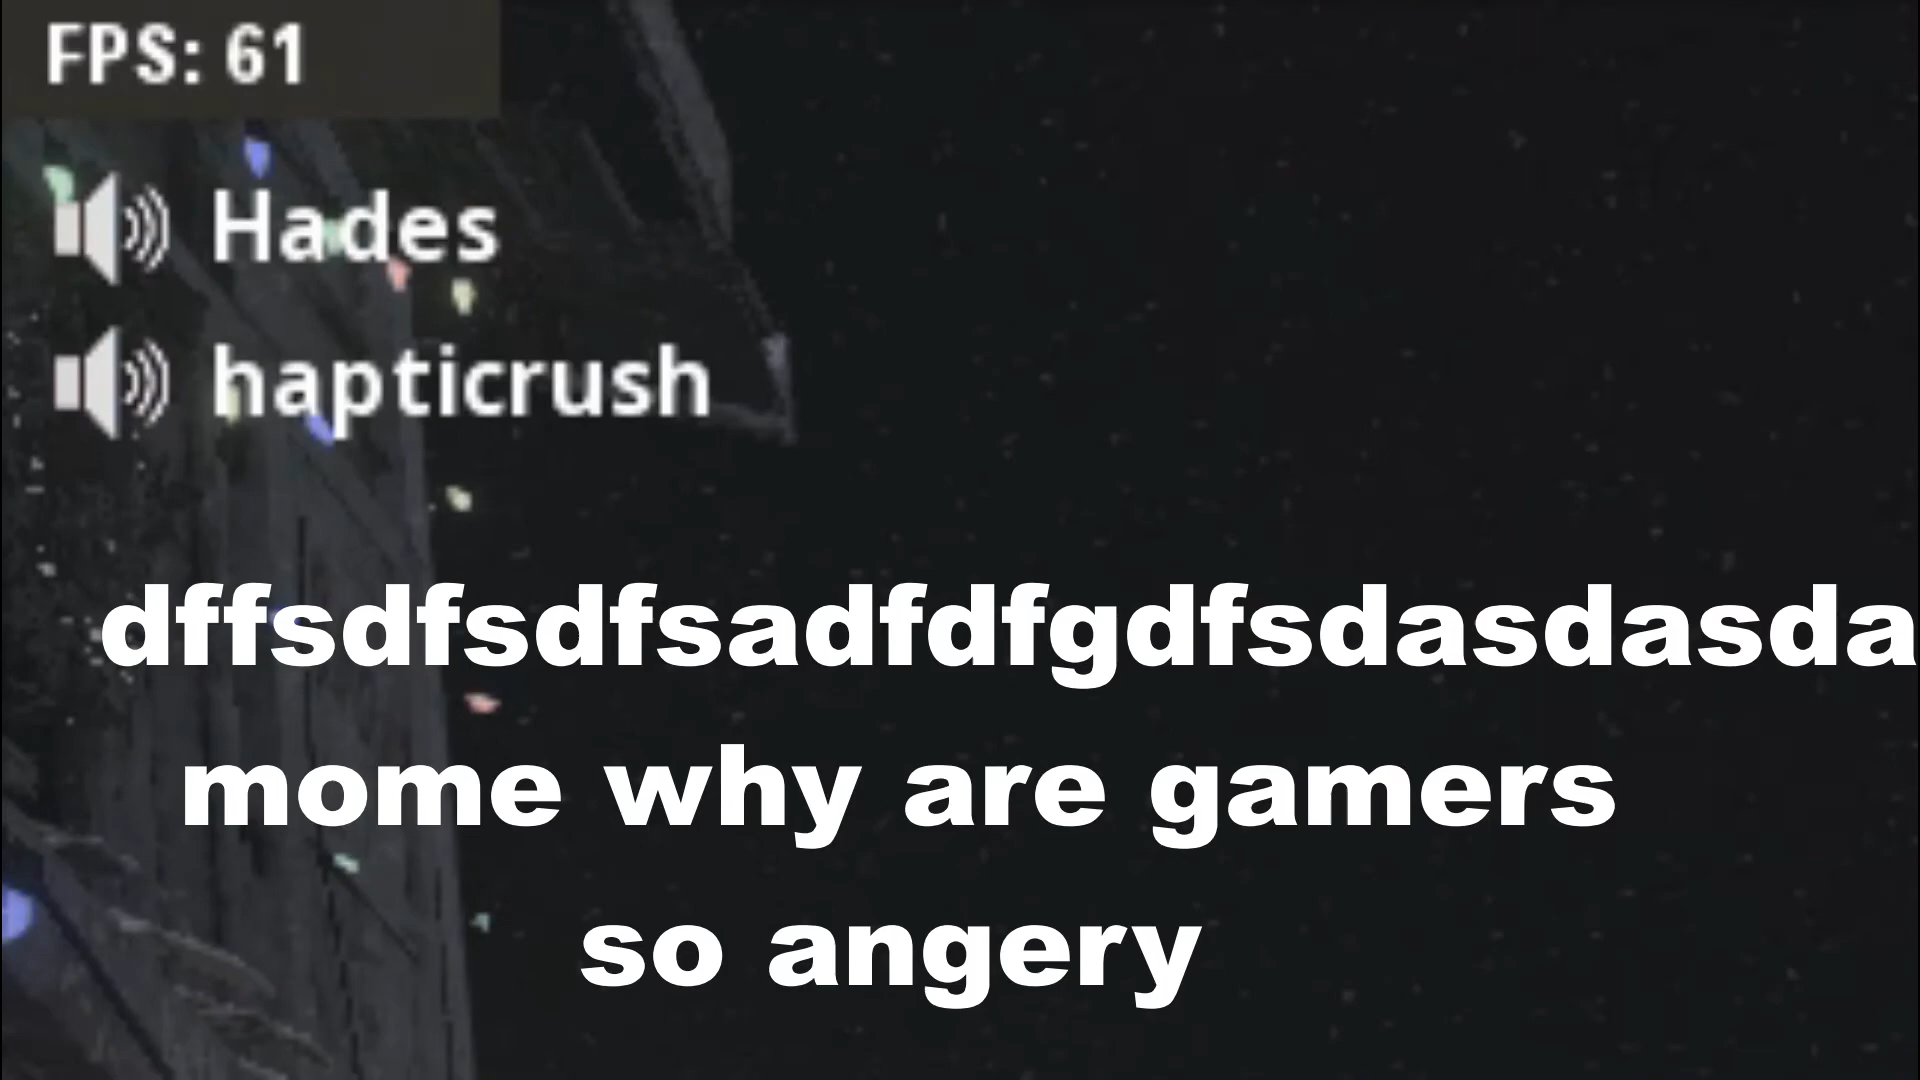 FPS: 61
Hades
hapticrush
dffsdfsdfsadfdfgdfsdasdasda
mome why are gamers
so angery